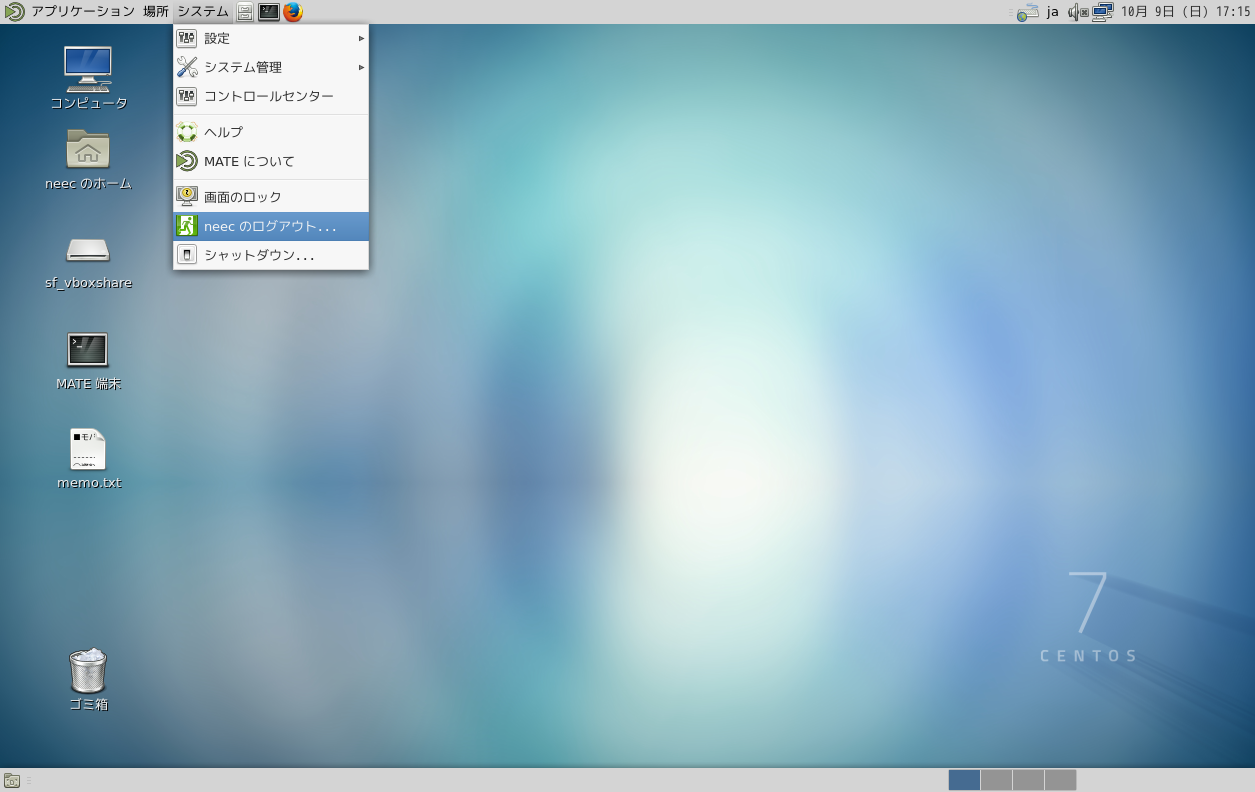 アプリケーション 場所 システム ja 10月 9日 (日) 17:15
設定
システム管理
コントロールセンター
ヘルプ
MATE について
画面のロック
neec のログアウト...
シャットダウン...
コンピュータ
neec のホーム
sf_vboxshare
MATE 端末
■モバ
memo.txt
ゴミ箱
7
CENTOS